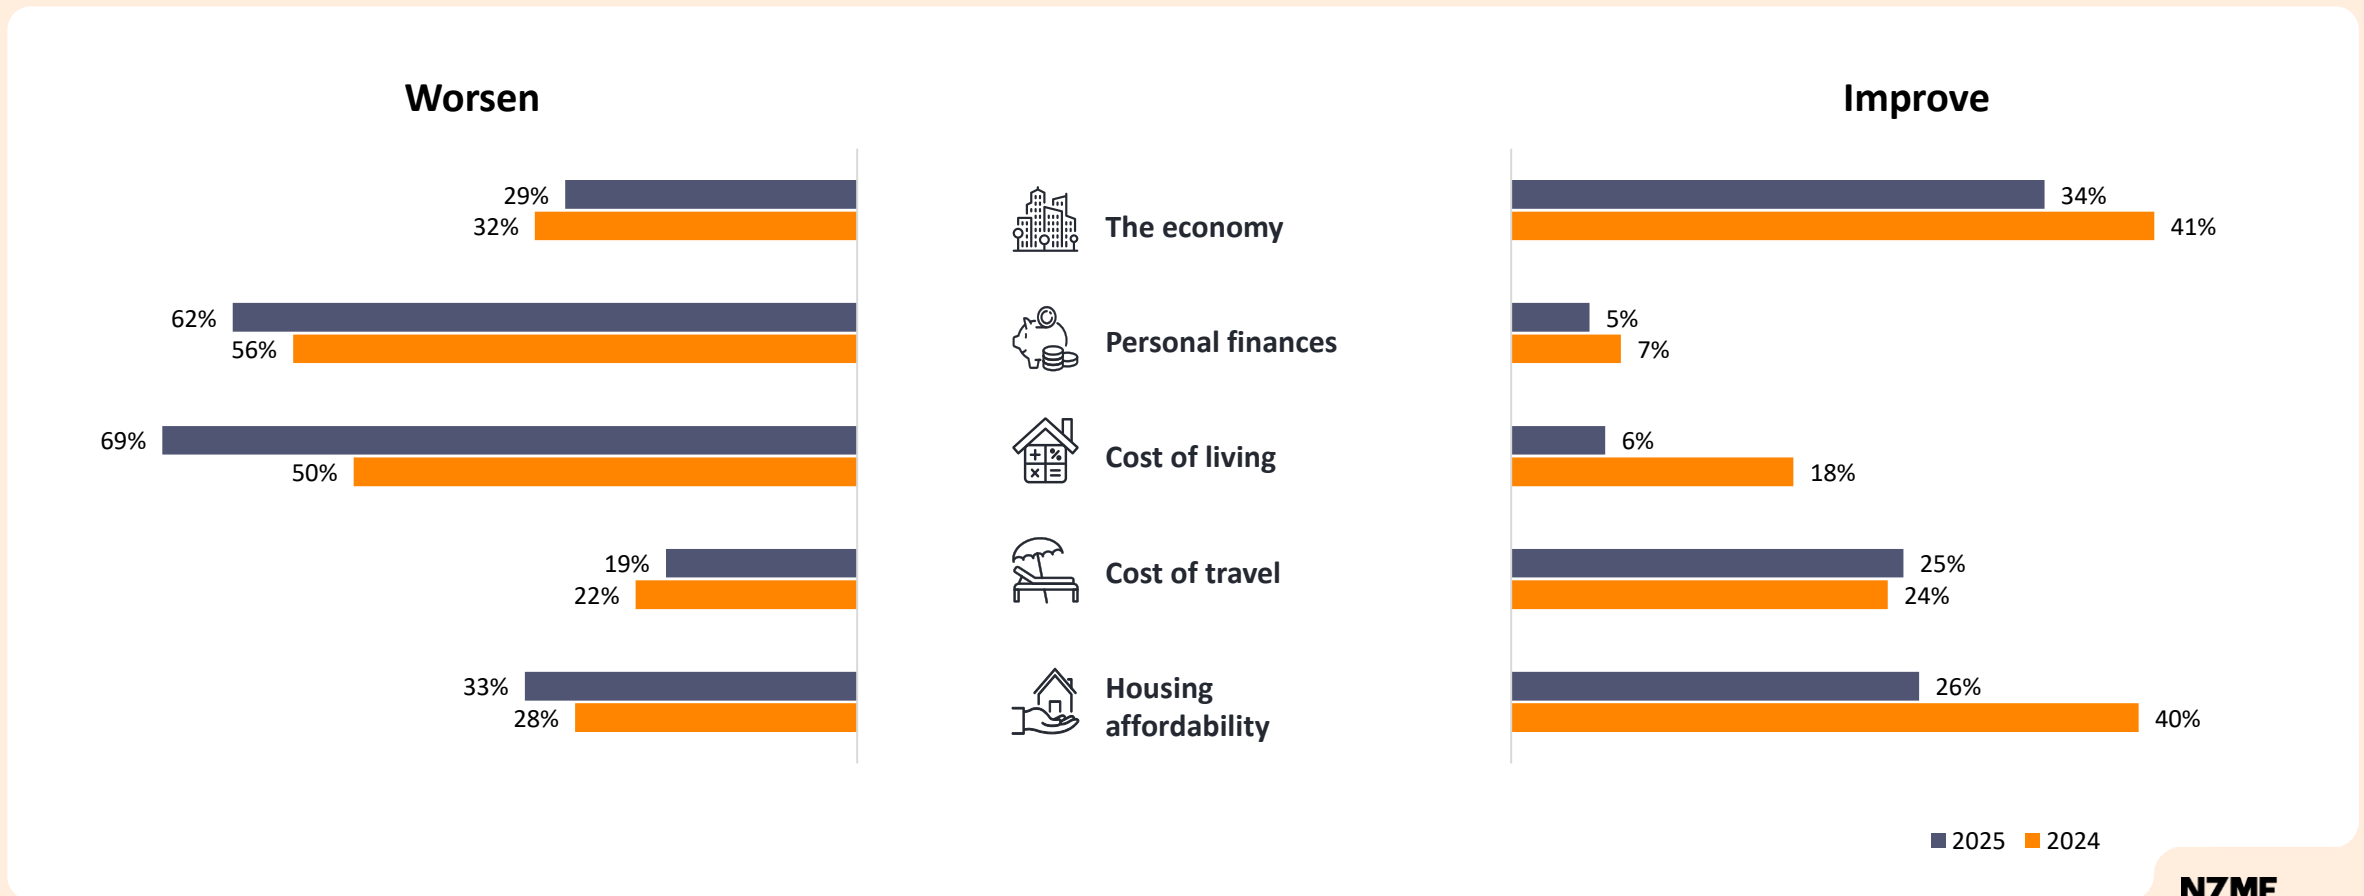 Worsen
Improve
29%
32%
The economy
34%
41%
62%
56%
Personal finances
5%
7%
69%
50%
Cost of living
6%
18%
19%
22%
Cost of travel
25%
24%
33%
28%
Housing
affordability
26%
40%
2025
2024
NZME